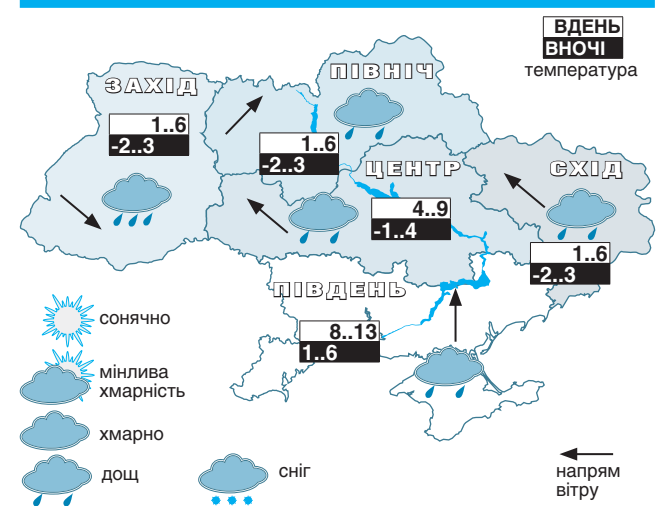 ВДЕНЬ
ВНОЧІ
температура
ПІВНІЧ
ЗАХІД
1..6
-2..3
1..6
-2..3
ЦЕНТР
СХІД
4..9
-1..4
1..6
-2..3
ПІВДЕНЬ
8..13
1..6
сонячно
мінлива
хмарність
хмарно
дощ
сніг
напрям
вітру